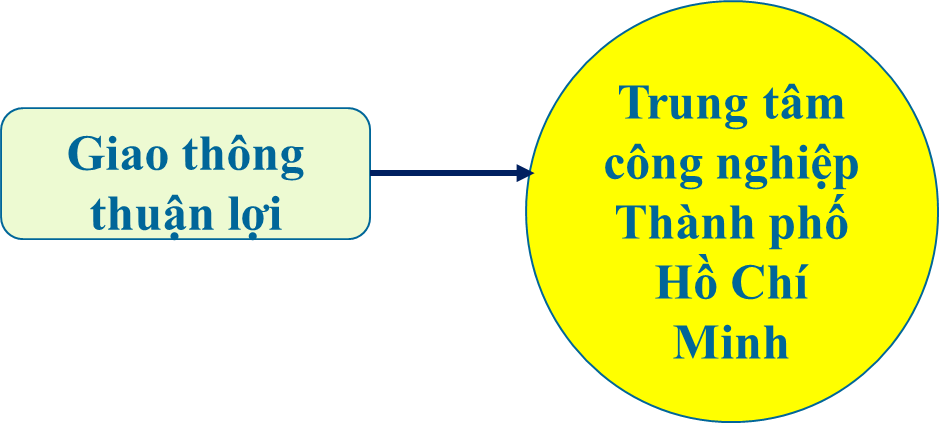 Giao thông
thuận lợi
Trung tâm
công nghiệp
Thành phố
Hồ Chí
Minh